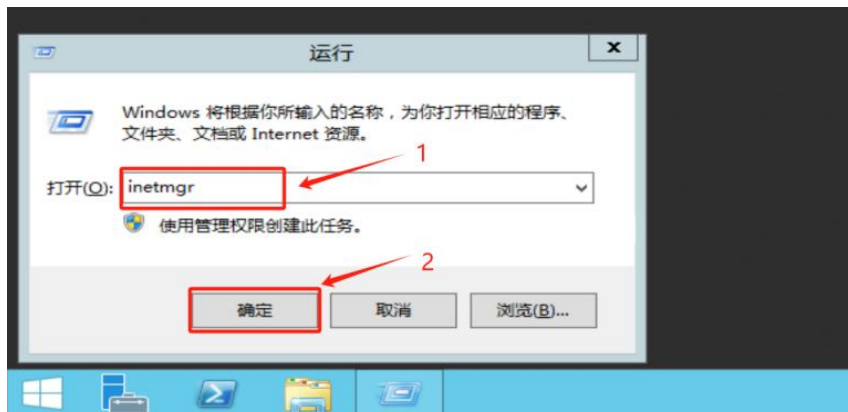 运行
x
Windows 将根据你所输入的名称，为你打开相应的程序、
文件夹、文档或 Internet 资源。
1
打开(O): inetmgr
使用管理权限创建此任务。
2
确定 取消 浏览(B)...